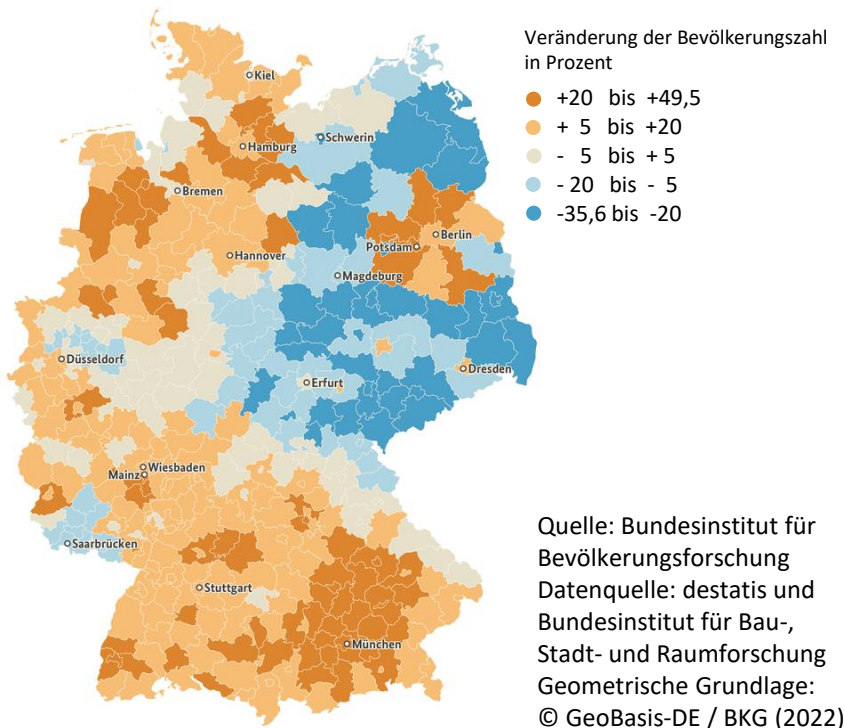 Veränderung der Bevölkerungszahl
in Prozent
+20 bis +49,5
+ 5 bis +20
- 5 bis + 5
- 20 bis - 5
-35,6 bis -20
Kiel
Schwerin
Hamburg
Bremen
Berlin
Potsdam
Hannover
Magdeburg
Düsseldorf
Erfurt
Dresden
Wiesbaden
Mainz
Saarbrücken
Stuttgart
München
Quelle: Bundesinstitut für
Bevölkerungsforschung
Datenquelle: destatis und
Bundesinstitut für Bau-,
Stadt- und Raumforschung
Geometrische Grundlage:
© GeoBasis-DE / BKG (2022)